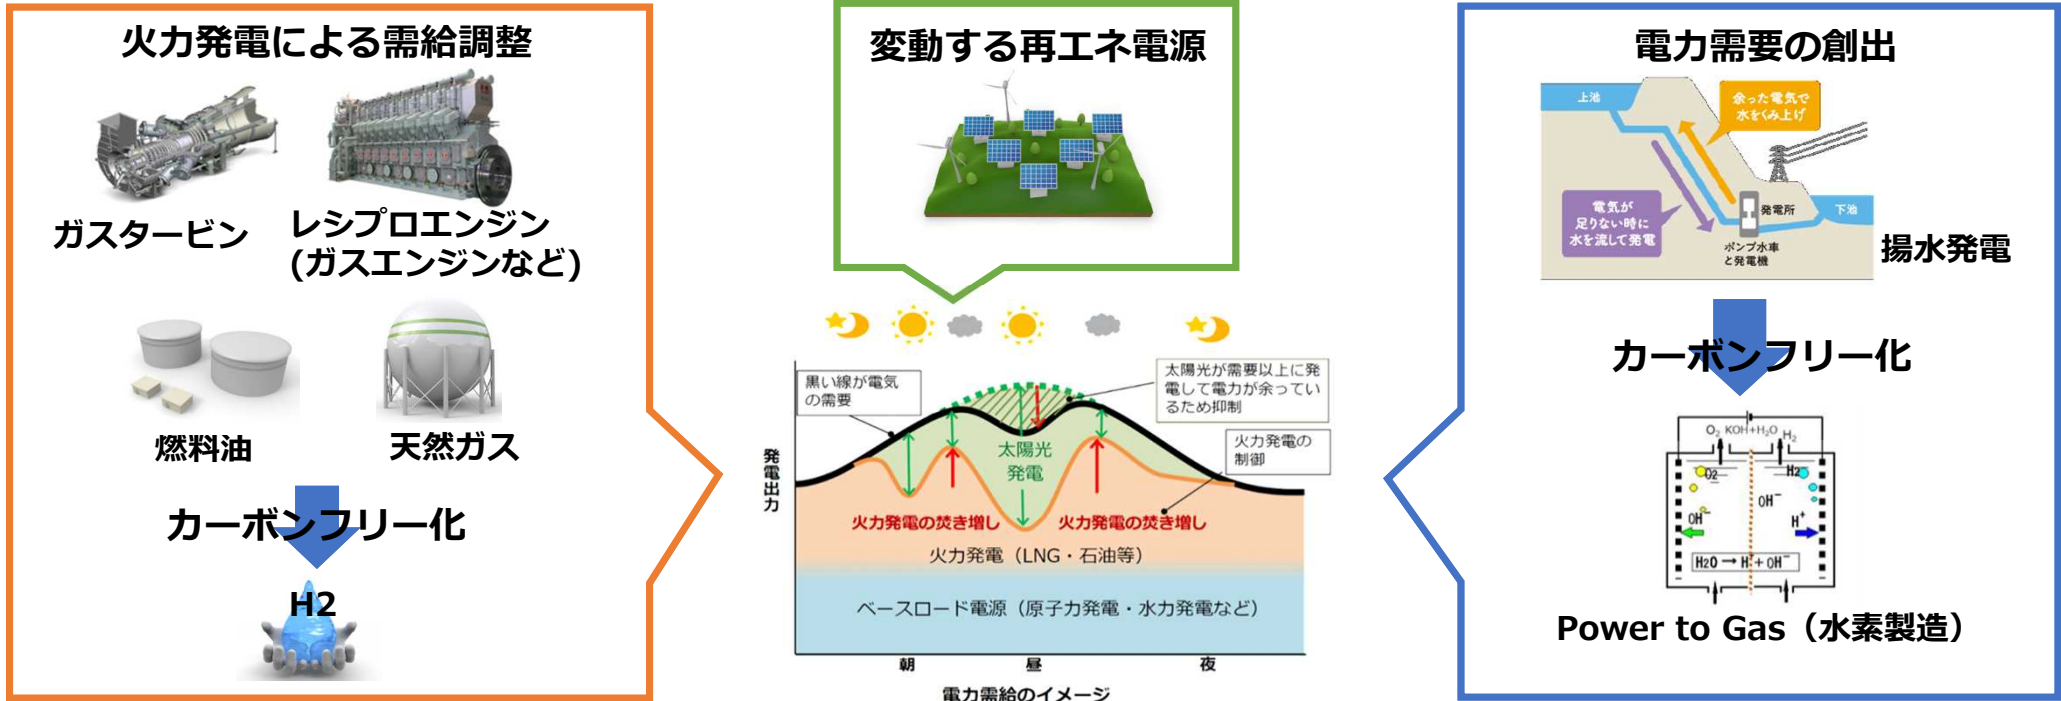 火力発電による需給調整
ガスタービン
レシプロエンジン
(ガスエンジンなど)
燃料油
天然ガス
カーボンフリー化
H2
変動する再エネ電源
黒い線が電気
の需要
太陽光が需要以上に発
電して電力が余ってい
るため抑制
火力発電の
制御
太陽光
発電
発電出力
火力発電の焚き増し
火力発電の焚き増し
火力発電（LNG・石油等）
ベースロード電源（原子力発電・水力発電など）
朝
昼
夜
電力需給のイメージ
電力需要の創出
上池
余った電気で
水をくみ上げ
電気が
足りない時に
水を流して発電
発電所
下池
ポンプ水車
と発電機
揚水発電
カーボンフリー化
O2 KOH+H2O H2
O2
H2
OH−
OH−
H+
H2O → H+ + OH−
Power to Gas（水素製造）